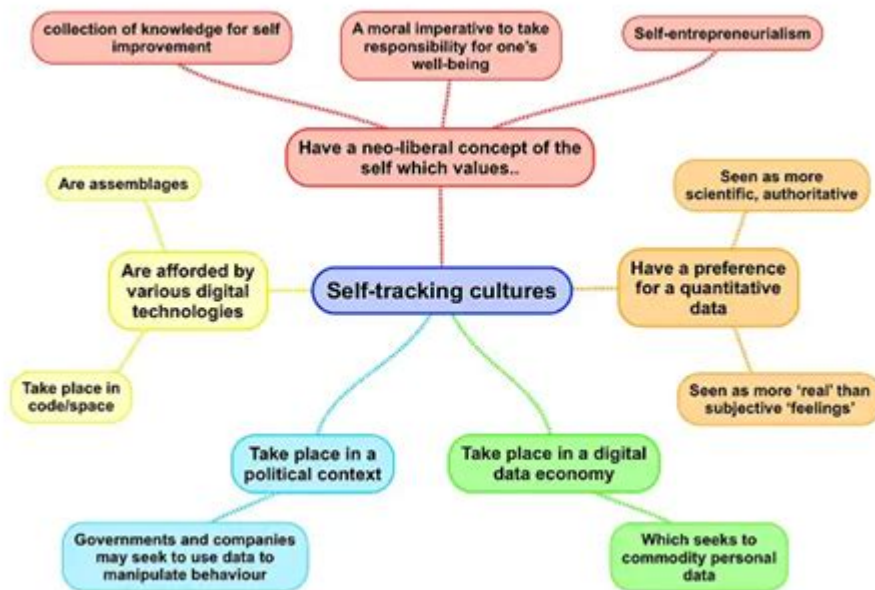 collection of knowledge for self
improvement
A moral imperative to take
responsibility for one's
well-being
Self-entrepreneurialism
Have a neo-liberal concept of the
self which values..
Are assemblages
Seen as more
scientific, authoritative
Are afforded by
various digital
technologies
Self-tracking cultures
Have a preference
for a quantitative
data
Take place in
code/space
Seen as more ‘real’ than
subjective ‘feelings’
Take place in a
political context
Take place in a digital
data economy
Governments and companies
may seek to use data to
manipulate behaviour
Which seeks to
commodity personal
data